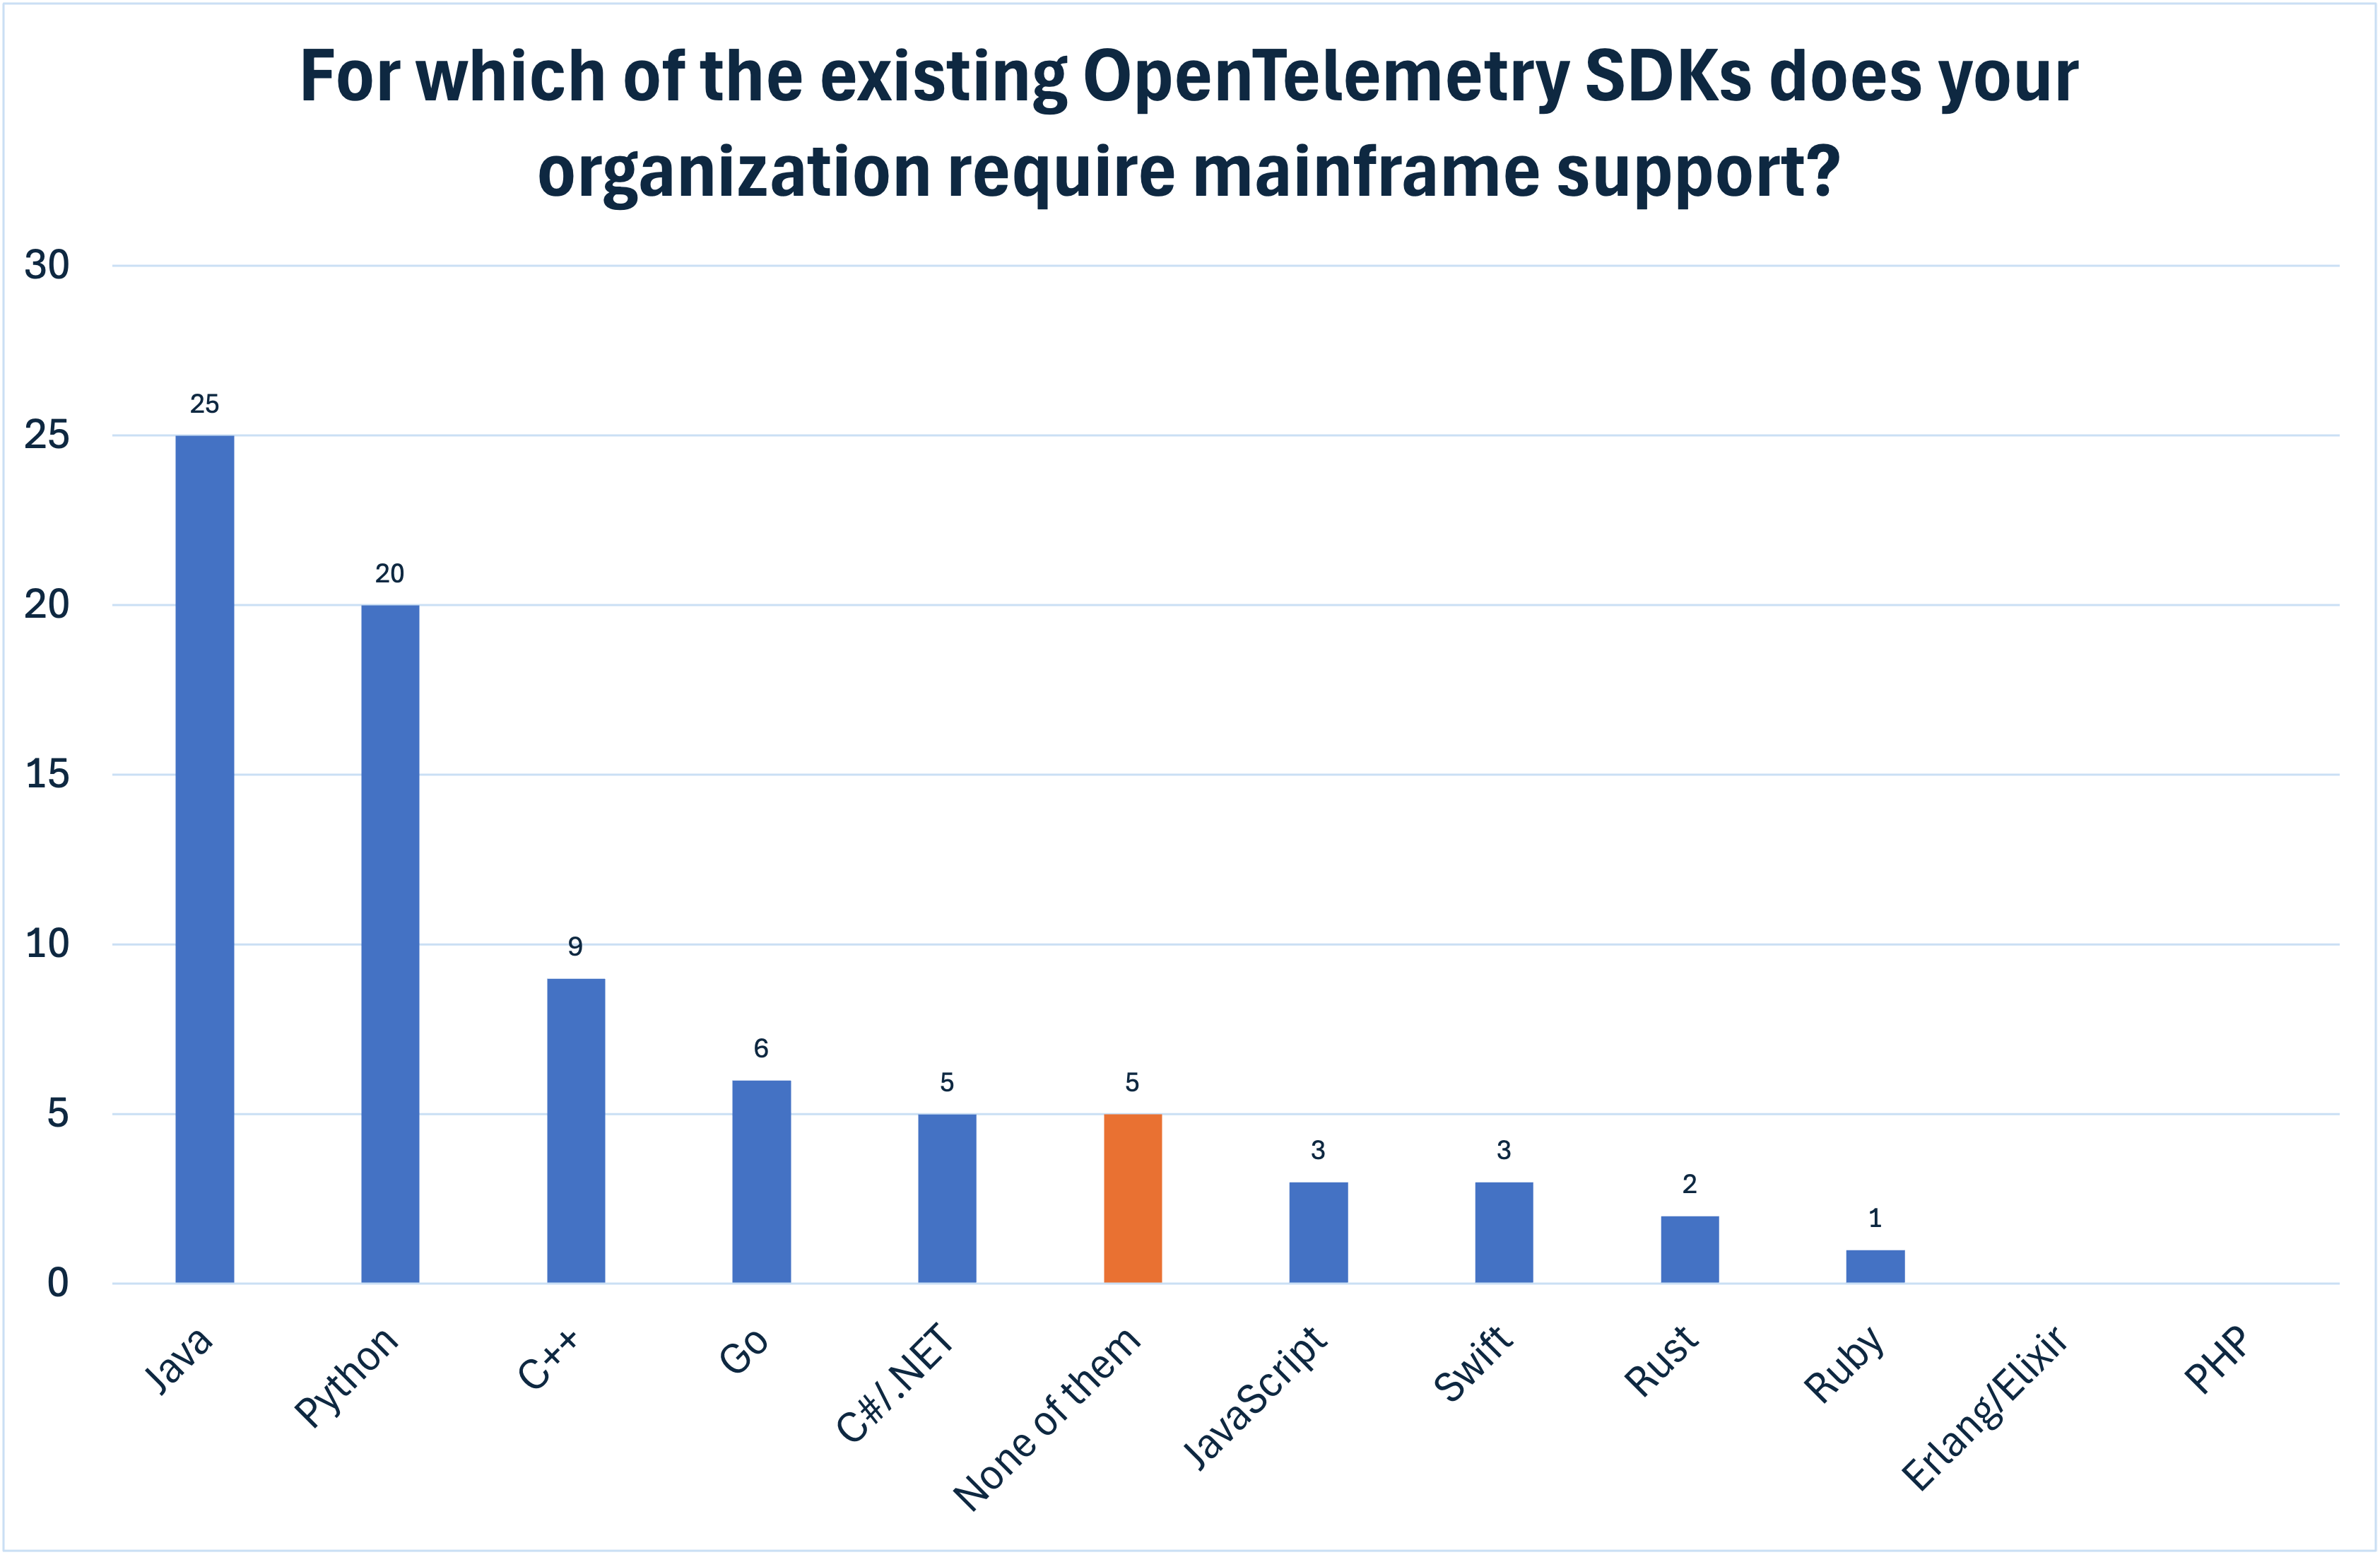 For which of the existing OpenTelemetry SDKs does your
organization require mainframe support?
30
25
20
15
10
5
0
25
20
9
6
5
5
3
3
2
1
Java
Python
C++
Go
C#/.NET
None of them
JavaScript
Swift
Rust
Ruby
Erlang/Elixir
PHP